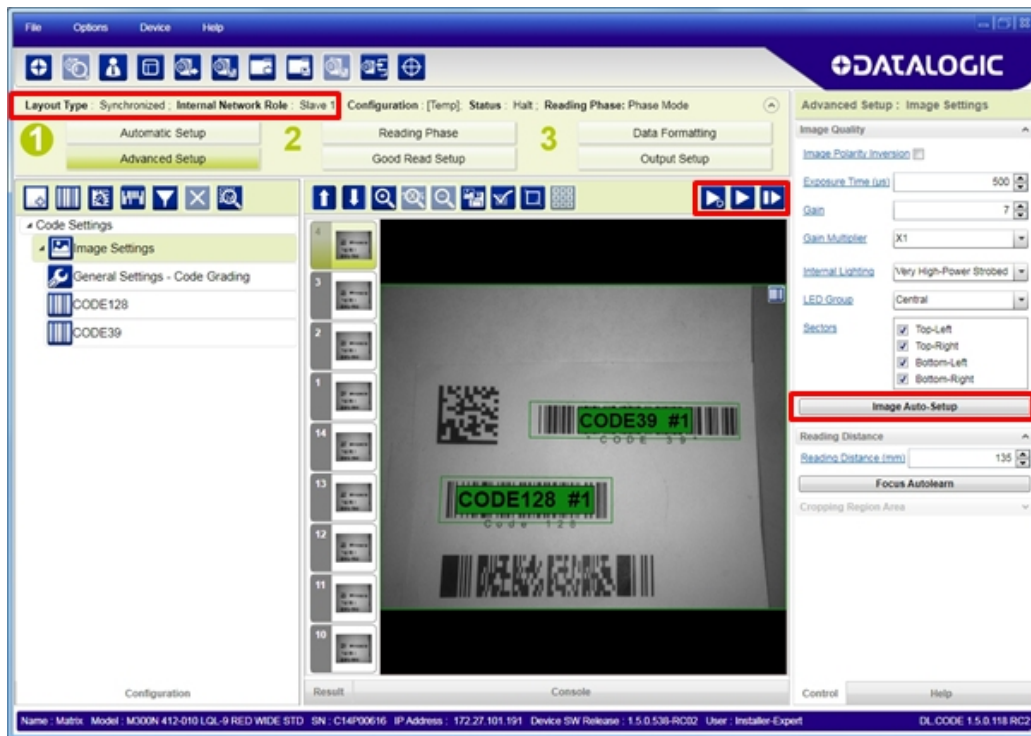 File Options Device Help
DATALOGIC
Layout Type : Synchronized ; Internal Network Role : Slave 1 Configuration : [Temp]; Status : Halt ; Reading Phase: Phase Mode
Advanced Setup : Image Settings
1 Automatic Setup 2 Reading Phase 3 Data Formatting
Advanced Setup Good Read Setup Output Setup
Code Settings
Image Settings
General Settings - Code Grading
CODE128
CODE39
4
3
2
1
14
13
12
11
10
CODE39 #1
* CODE 39 *
CODE128 #1
Code 128
Image Quality
Image Polarity Inversion
Exposure Time (µs) 500
Gain 7
Gain Multiplier X1
Internal Lighting Very High-Power Strobed
LED Group Central
Sectors Top-Left
Top-Right
Bottom-Left
Bottom-Right
Image Auto-Setup
Reading Distance
Reading Distance (mm) 135
Focus Autolearn
Cropping Region Area
Configuration Result Console Control Help
Name : Matrix Model : M300N 412-010 LQL-9 RED WIDE STD SN : C14P00616 IP Address : 172.27.101.191 Device SW Release : 1.5.0.538-RC02 User : Installer-Expert DL.CODE 1.5.0.118 RC2